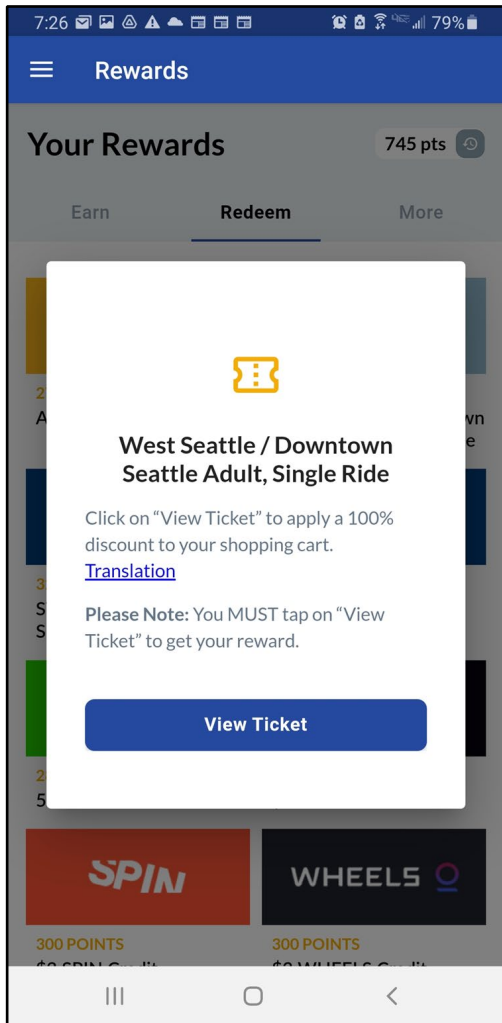 7:26
79%
Rewards
Your Rewards
745 pts
Earn Redeem More
West Seattle / Downtown
Seattle Adult, Single Ride
Click on “View Ticket” to apply a 100%
discount to your shopping cart.
Translation
Please Note: You MUST tap on “View
Ticket” to get your reward.
View Ticket
SPIN WHEELS
300 POINTS 300 POINTS